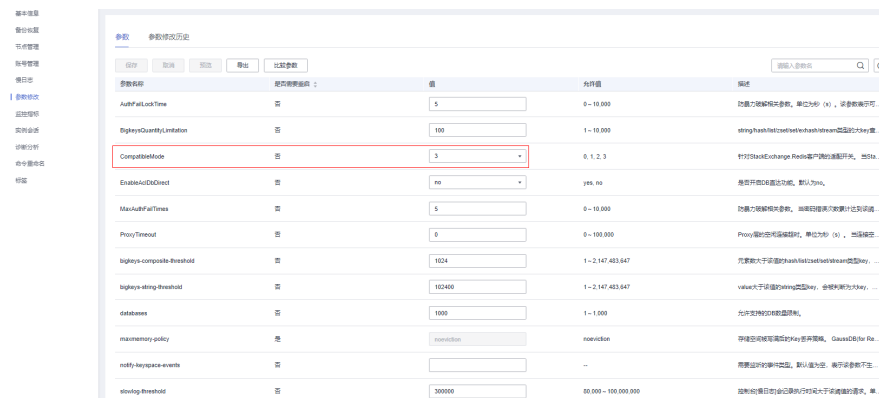 基本信息
备份恢复
节点管理
账号管理
慢日志
参数修改
监控指标
实例会话
诊断分析
命令重命名
标签
参数 参数修改历史
保存 取消 预览 导出 比较参数 请输入参数名
参数名称 是否需要重启 值 允许值 描述
AuthFailLockTime 否 5 0 ~ 10,000 防暴力破解相关参数。单位为秒（s）。该参数表示可...
BigkeysQuantityLimitation 否 100 1 ~ 10,000 string/hash/list/zset/set/exhash/stream类型的大key查...
CompatibleMode 否 3 0, 1, 2, 3 针对StackExchange Redis客户端的适配开关。 当Sta...
EnableAclDbDirect 否 no yes, no 是否开启DB直达功能。默认为no。
MaxAuthFailTimes 否 5 0 ~ 10,000 防暴力破解相关参数。 当密码错误次数累计达到该阈...
ProxyTimeout 否 0 0 ~ 100,000 Proxy层的空闲连接超时。单位为秒（s）。 当连接空...
bigkeys-composite-threshold 否 1024 1 ~ 2,147,483,647 元素数大于该值的hash/list/zset/set/stream类型key，...
bigkeys-string-threshold 否 102400 1 ~ 2,147,483,647 value大于该值的string类型key，会被判断为大key，...
databases 否 1000 1 ~ 1,000 允许支持的DB数量限制。
maxmemory-policy 是 noeviction noeviction 存储空间被写满后的Key丢弃策略。 GaussDB(for Re...
notify-keyspace-events 否 -- 需要监听的事件类型。默认值为空，表示该参数不生...
slowlog-threshold 否 300000 80,000 ~ 100,000,000 控制台[慢日志]会记录执行时间大于该阈值的请求。单...